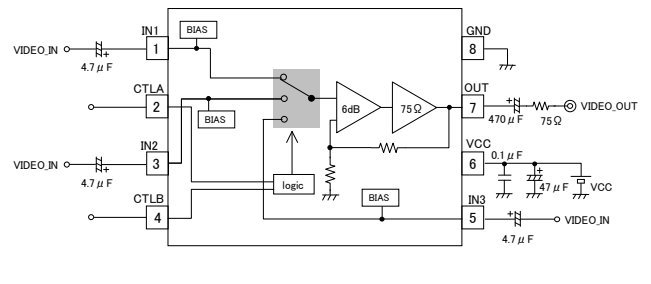 IN1
BIAS
GND
VIDEO_IN
1
8
4.7μF
CTLA
OUT
2
BIAS
6dB
75Ω
7
VIDEO_OUT
470μF
75Ω
IN2
VCC
VIDEO_IN
3
6
0.1μF
4.7μF
logic
47μF
VCC
CTLB
BIAS
IN3
4
5
VIDEO_IN
4.7μF